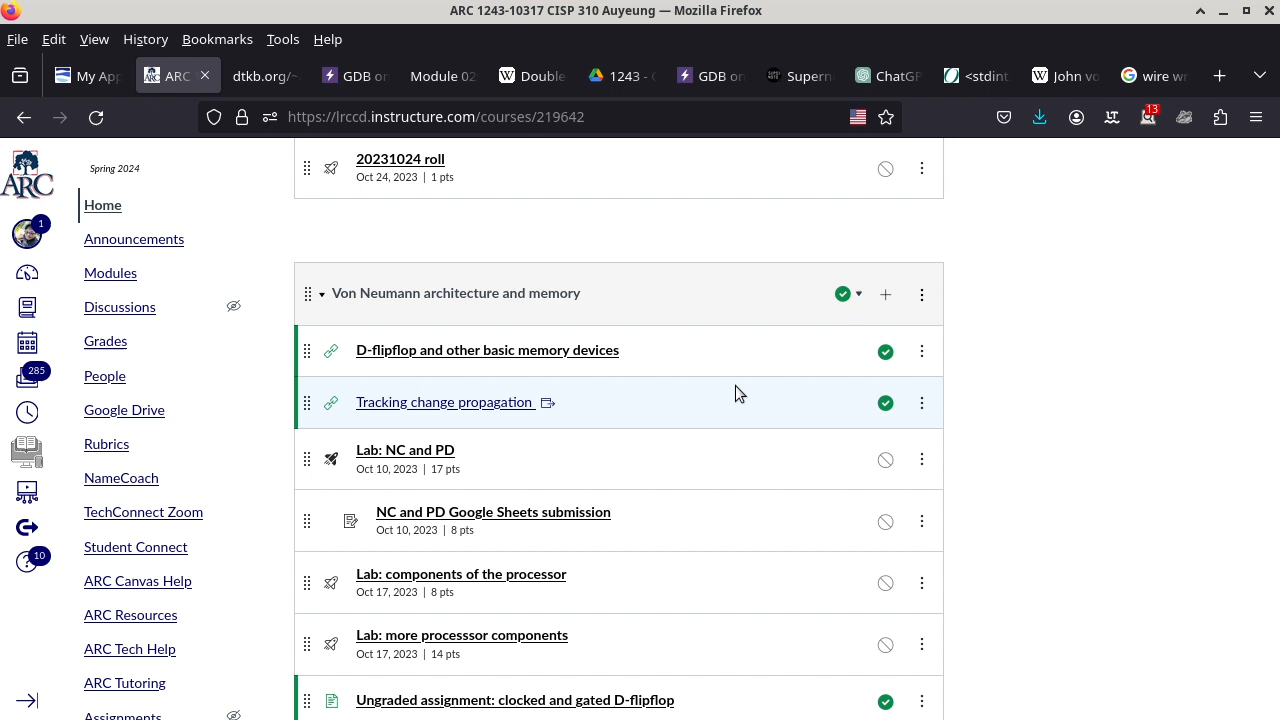 ARC 1243-10317 CISP 310 Auyeung — Mozilla Firefox
File Edit View History Bookmarks Tools Help
My App ARC dtkb.org/~ GDB on Module 02 Double 1243 - GDB on Supern ChatGP <stdint John vo wire wr
https://lrccd.instructure.com/courses/219642
13
ARC
Spring 2024
Home
Announcements
Modules
Discussions
Grades
People
Google Drive
Rubrics
NameCoach
TechConnect Zoom
Student Connect
ARC Canvas Help
ARC Resources
ARC Tech Help
ARC Tutoring
Assignments
1
285
10
20231024 roll
Oct 24, 2023 | 1 pts
Von Neumann architecture and memory
D-flipflop and other basic memory devices
Tracking change propagation
Lab: NC and PD
Oct 10, 2023 | 17 pts
NC and PD Google Sheets submission
Oct 10, 2023 | 8 pts
Lab: components of the processor
Oct 17, 2023 | 8 pts
Lab: more processsor components
Oct 17, 2023 | 14 pts
Ungraded assignment: clocked and gated D-flipflop